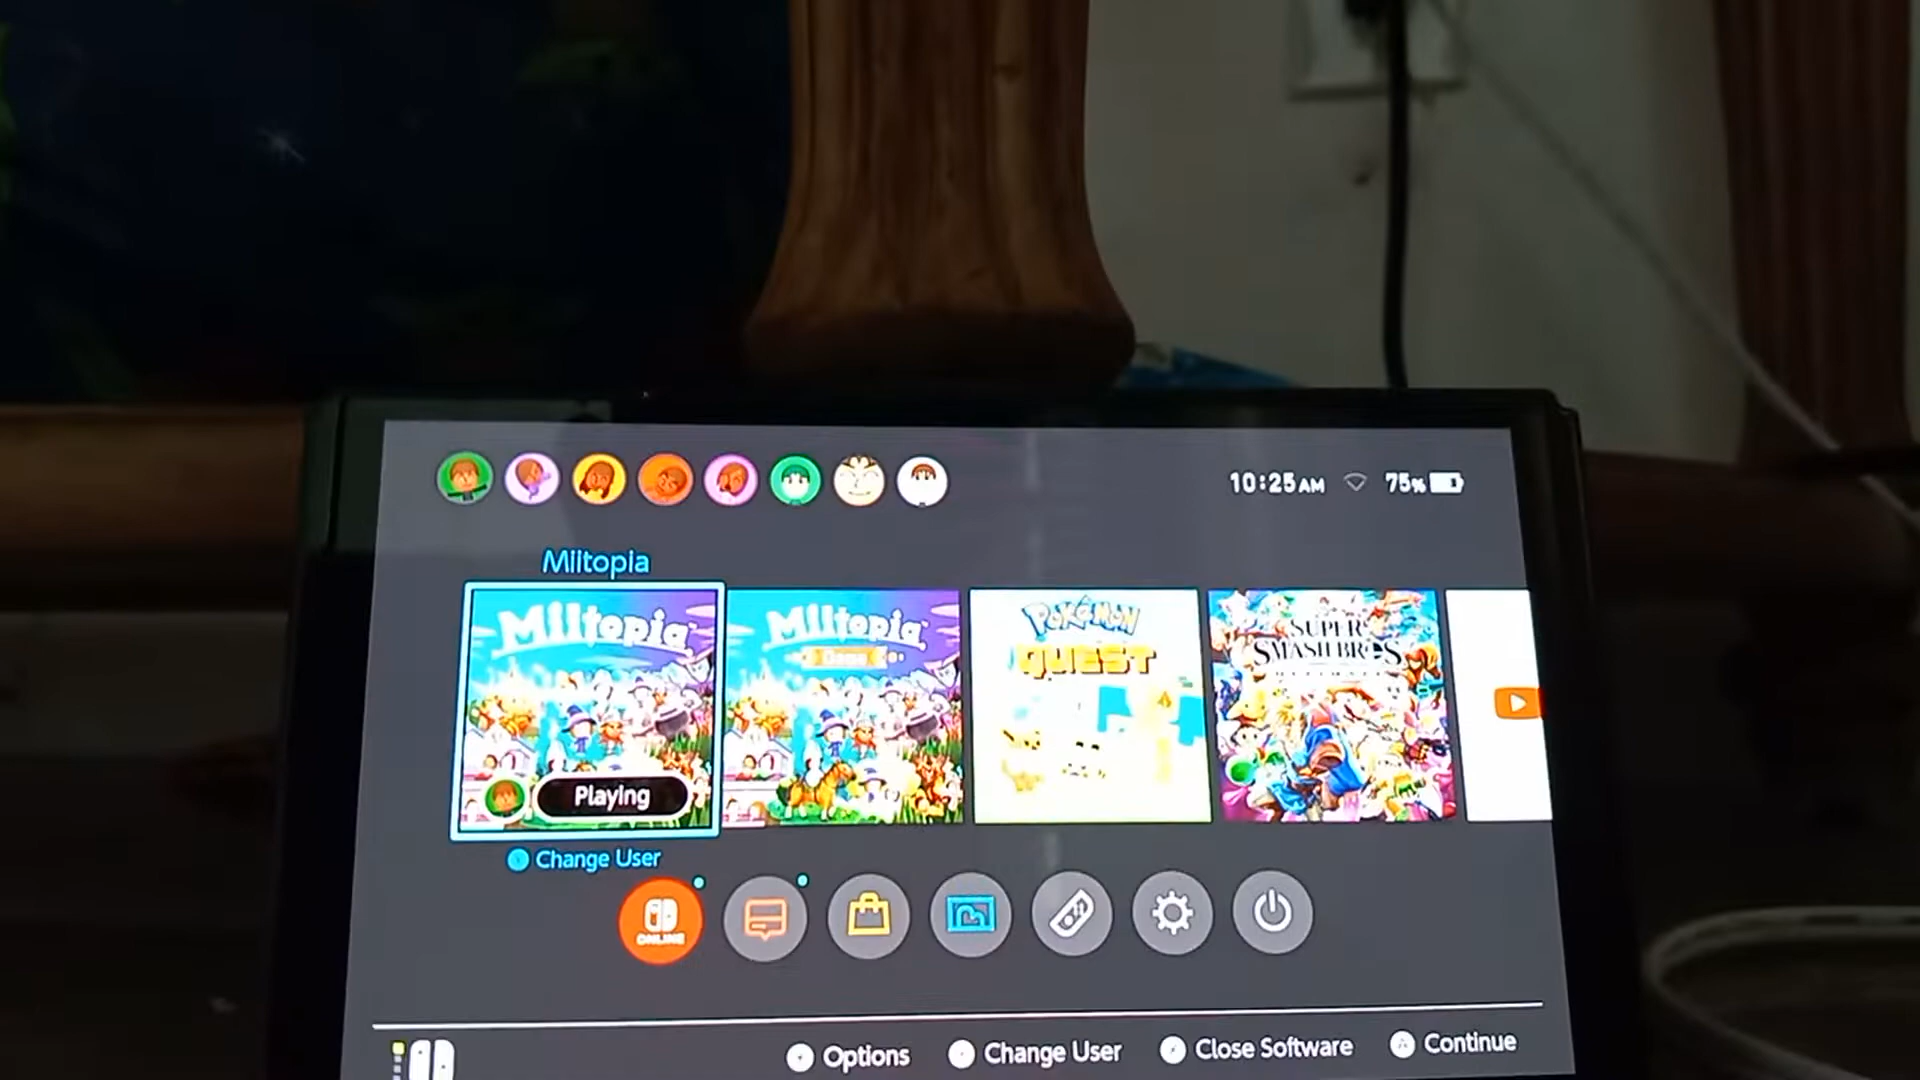 10:25 AM 75%
Miitopia
Miitopia
Playing
Miitopia
Demo
POKÉMON
QUEST
SUPER
SMASH BROS
Change User
ONLINE
Options
Change User
Close Software
Continue